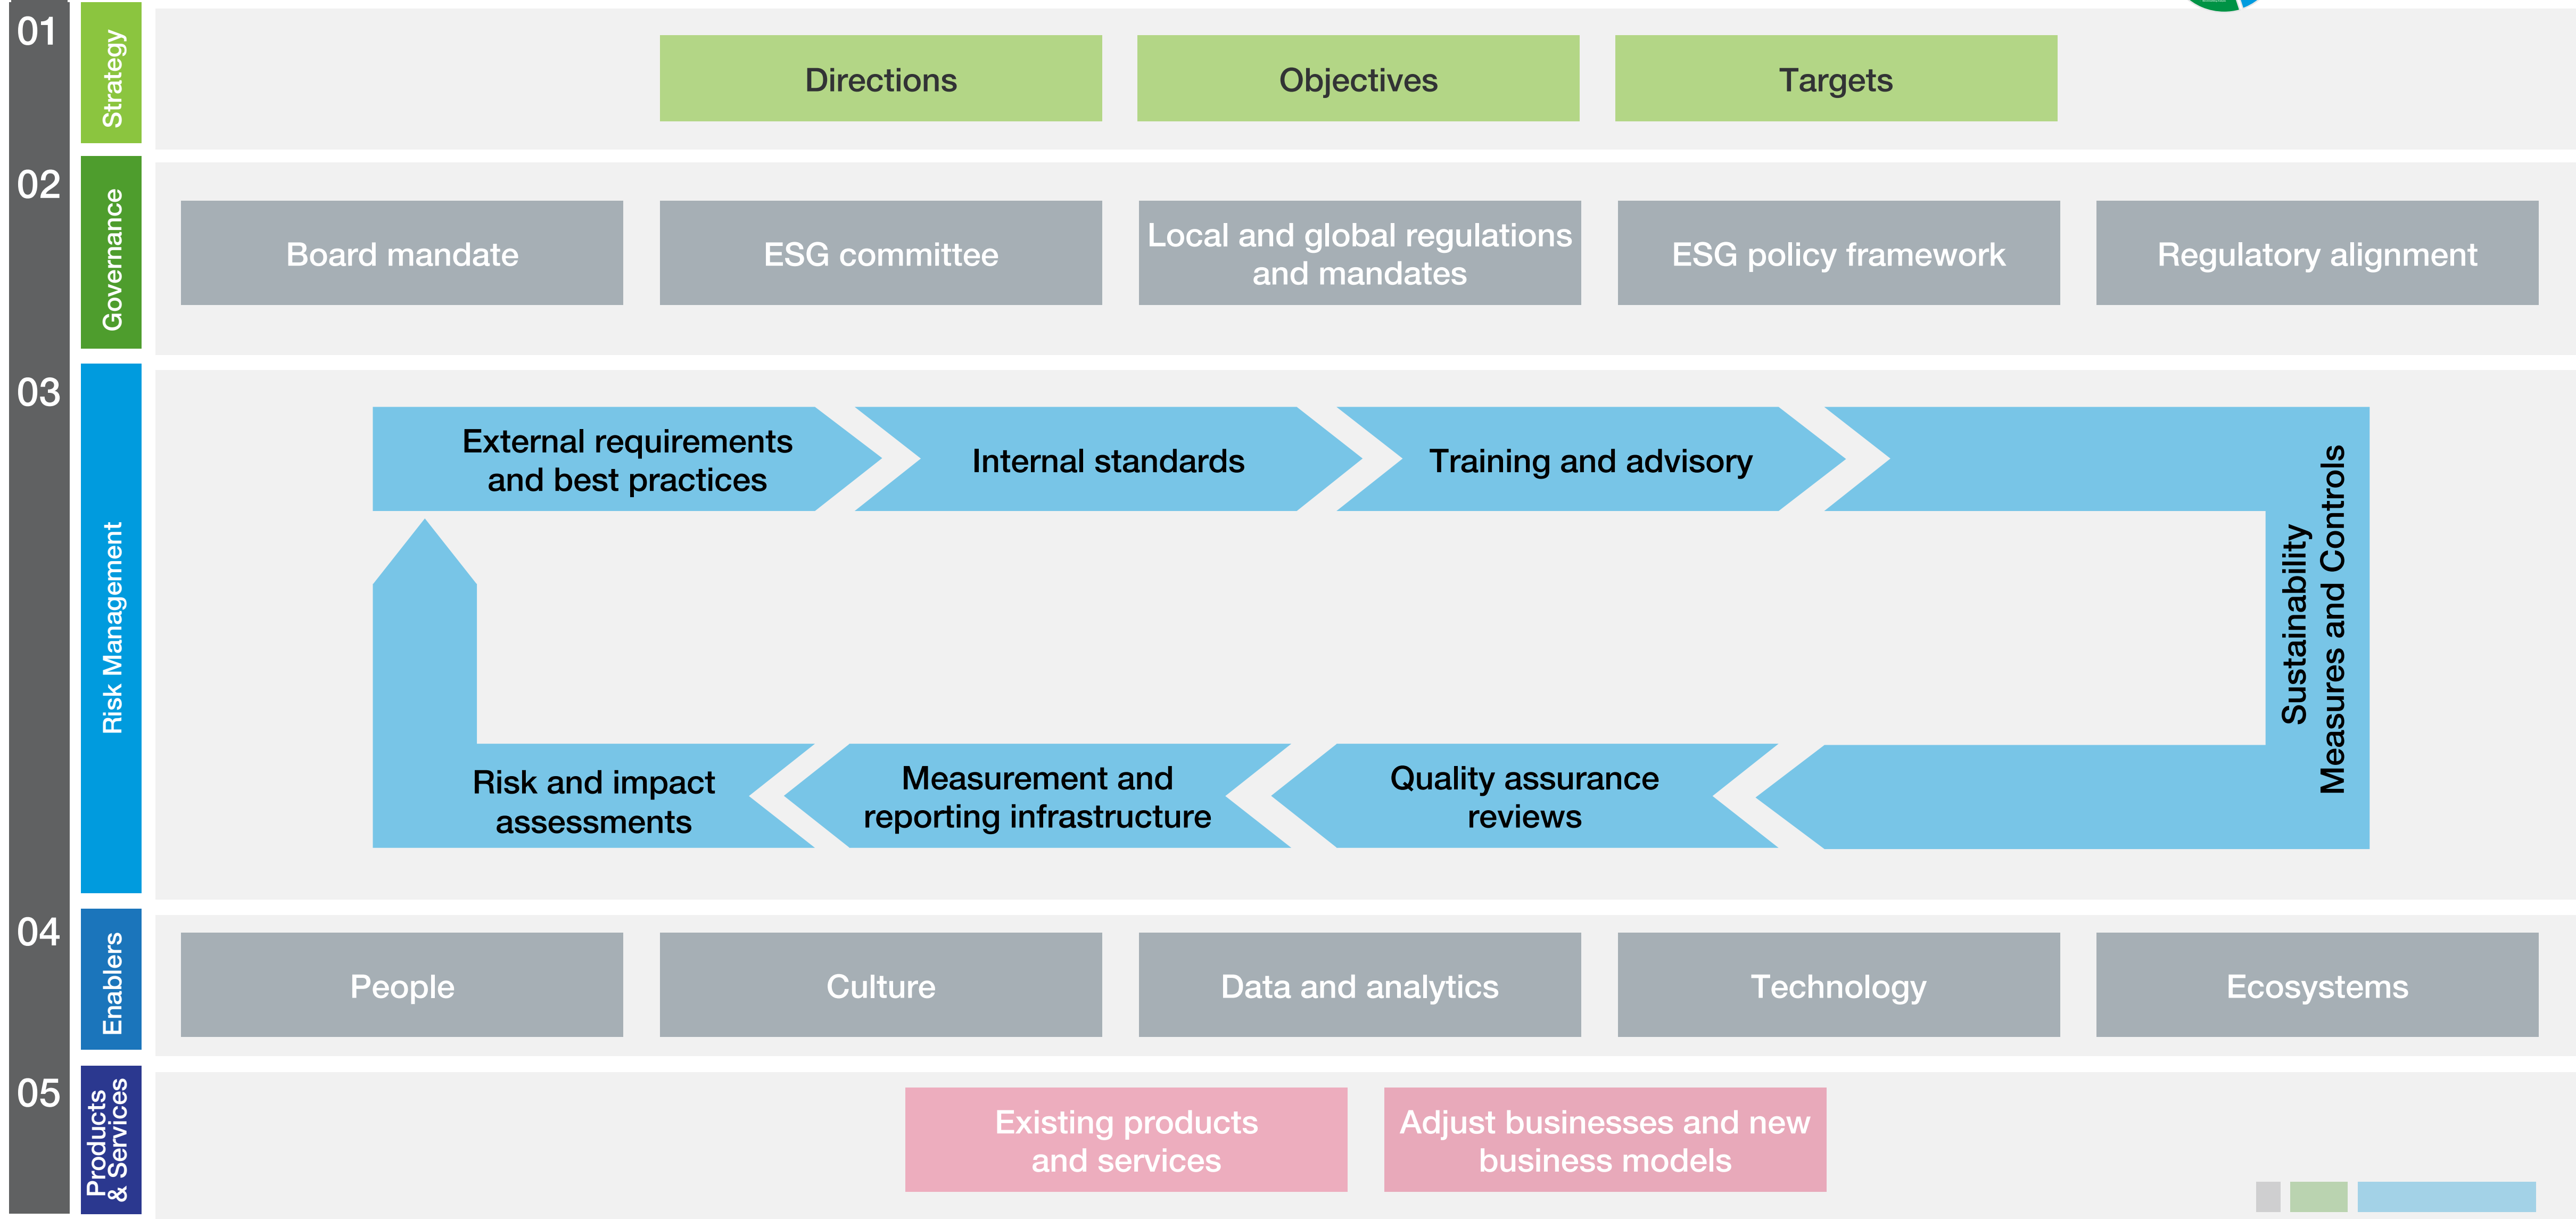 01
Strategy
Directions
Objectives
Targets
02
Governance
Board mandate
ESG committee
Local and global regulations
and mandates
ESG policy framework
Regulatory alignment
03
Risk Management
External requirements
and best practices
Internal standards
Training and advisory
Sustainability
Measures and Controls
Quality assurance
reviews
Measurement and
reporting infrastructure
Risk and impact
assessments
04
Enablers
People
Culture
Data and analytics
Technology
Ecosystems
05
Products
& Services
Existing products
and services
Adjust businesses and new
business models